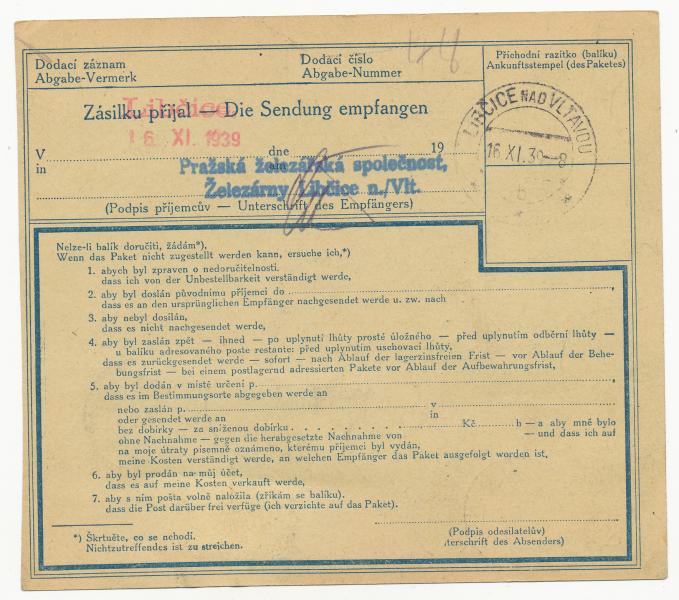 Dodací záznam
Abgabe-Vermerk
Dodací číslo
Abgabe-Nummer
48
Příchodní razítko (balíku)
Ankunftsstempel (des Paketes)
Libčice
Zásilku přijal — Die Sendung empfangen
16. XI. 1939
LIBČICE NAD VLTAVOU
16 XI. 39-8
V dne 19
in am
Pražská železářská společnost,
Železárny Libčice n./Vlt.
(Podpis příjemcův — Unterschrift des Empfängers)
Nelze-li balík doručiti, žádám*),
Wenn das Paket nicht zugestellt werden kann, ersuche ich,*)
1. abych byl zpraven o nedoručitelnosti.
dass ich von der Unbestellbarkeit verständigt werde,
2. aby byl doslán původnímu příjemci do
dass es an den ursprünglichen Empfänger nachgesendet werde u. zw. nach
3. aby nebyl dosílán,
dass es nicht nachgesendet werde,
4. aby byl zaslán zpět — ihned — po uplynutí lhůty prosté úložného — před uplynutím odběrní lhůty —
u balíku adresovaného poste restante: před uplynutím uschovací lhůty,
dass es zurückgesendet werde — sofort — nach Ablauf der lagerzinsfreien Frist — vor Ablauf der Behe-
bungsfrist — bei einem postlagernd adressierten Pakete vor Ablauf der Aufbewahrungsfrist,
5. aby byl dodán v místě určení p.
dass es im Bestimmungsorte abgegeben werde an
nebo zaslán p. v
oder gesendet werde an in
bez dobírky — za sníženou dobírku Kč h — a aby mně bylo
ohne Nachnahme — gegen die herabgesetzte Nachnahme von — und dass ich auf
na moje útraty písemně oznámeno, kterému příjemci byl vydán,
meine Kosten verständigt werde, an welchen Empfänger das Paket ausgefolgt worden ist,
6. aby byl prodán na můj účet,
dass es auf meine Kosten verkauft werde,
7. aby s ním pošta volně naložila (zříkám se balíku).
dass die Post darüber frei verfüge (ich verzichte auf das Paket).
*) Škrtněte, co se nehodí.
Nichtzutreffendes ist zu streichen.
(Podpis odesilatelův)
terschrift des Absenders)